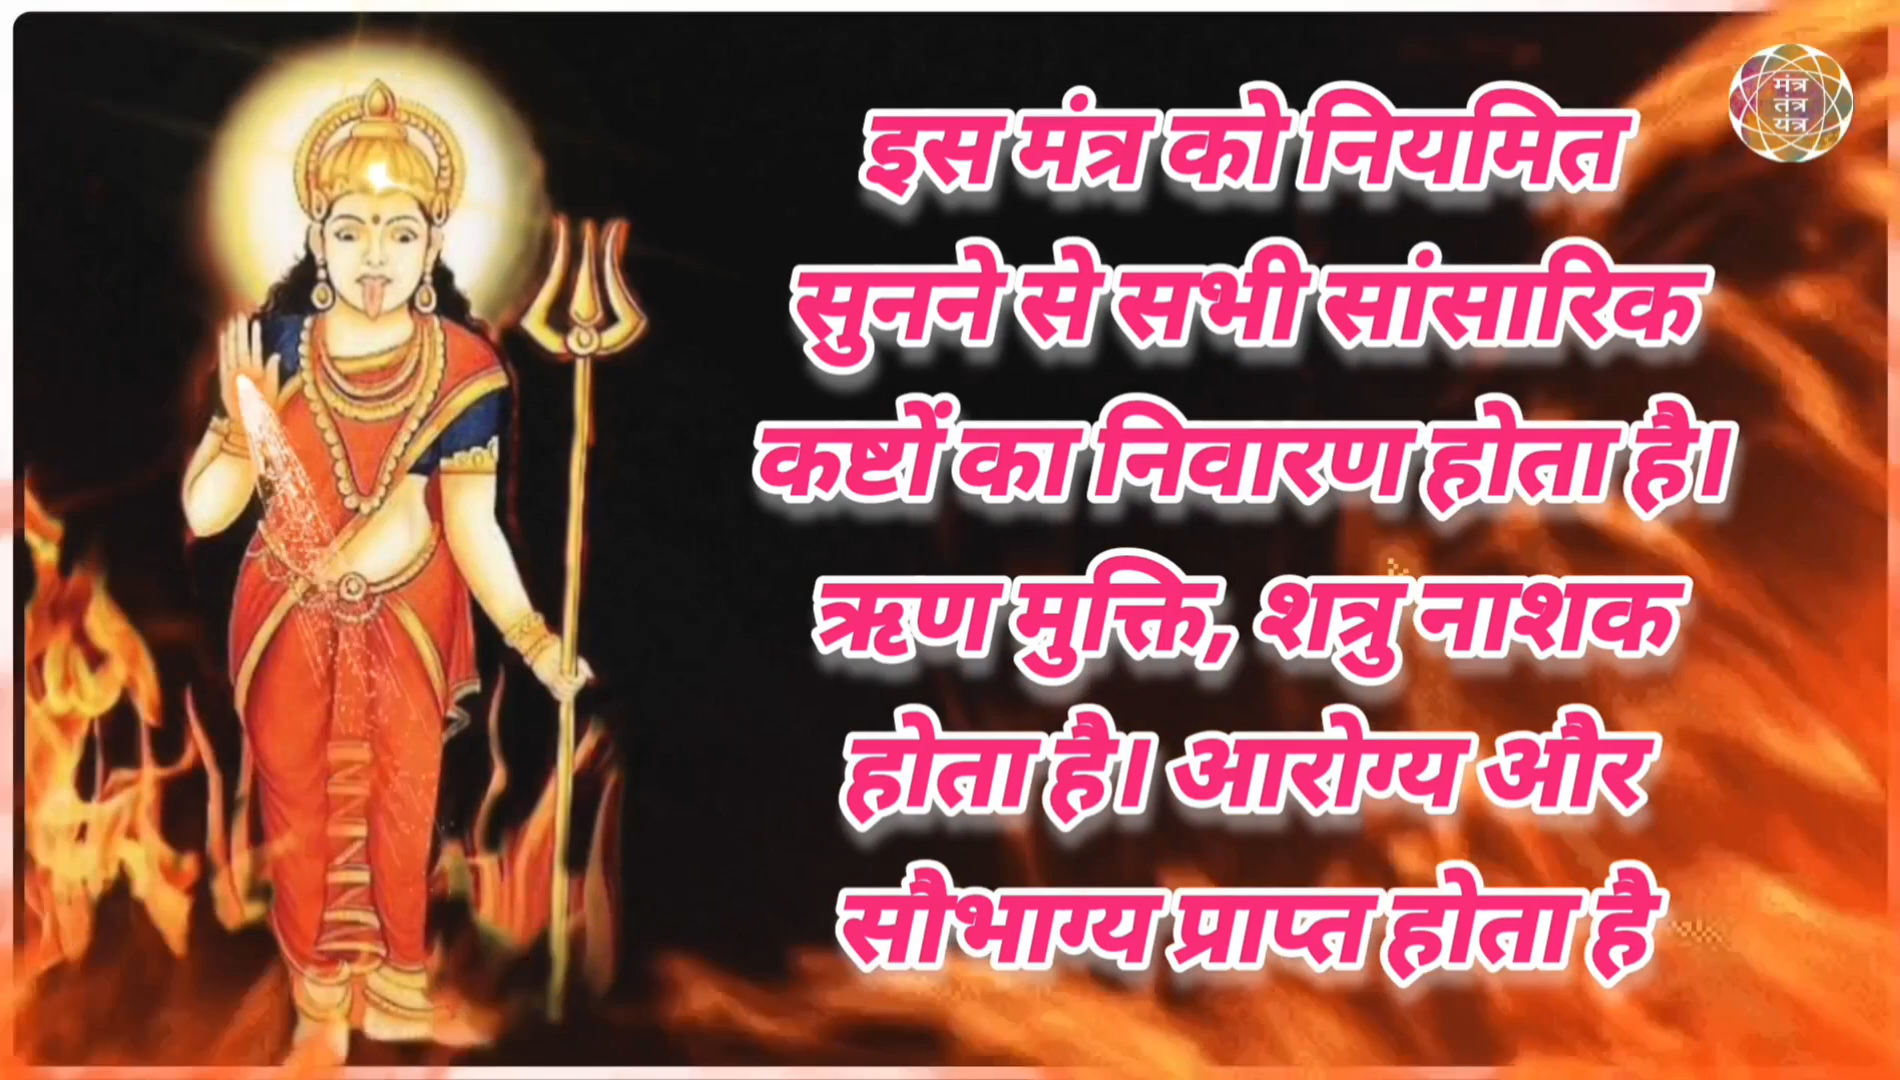 इस मंत्र को नियमित
सुनने से सभी सांसारिक
कष्टों का निवारण होता है।
ऋण मुक्ति, शत्रु नाशक
होता है। आरोग्य और
सौभाग्य प्राप्त होता है
मंत्र
तंत्र
यंत्र